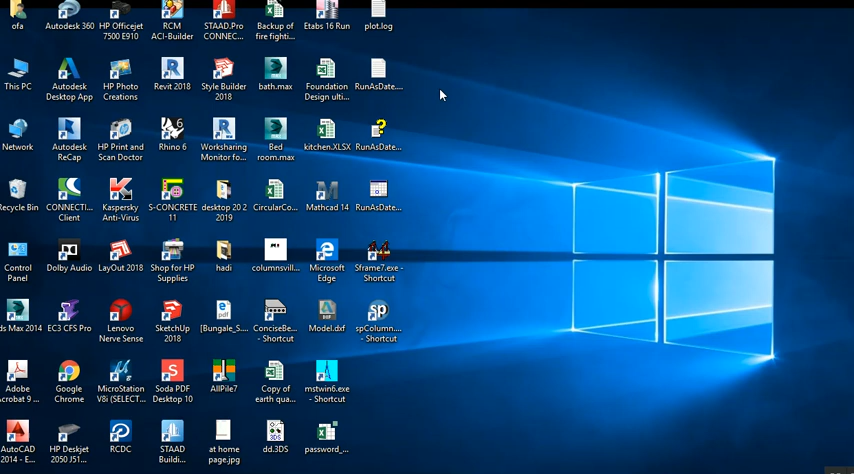 ofa
Autodesk 360
HP Officejet
7500 E910
RCM
ACI-Builder
STAAD.Pro
CONNEC...
Backup of
fire fighti...
Etabs 16 Run
plot.log
This PC
Autodesk
Desktop App
HP Photo
Creations
Revit 2018
Style Builder
2018
bath.max
Foundation
Design ulti...
RunAsDate....
Network
Autodesk
ReCap
HP Print and
Scan Doctor
6
Rhino 6
Worksharing
Monitor fo...
Bed
room.max
kitchen.XLSX
RunAsDate...
Recycle Bin
CONNECTI...
Client
Kaspersky
Anti-Virus
S-CONCRETE
11
desktop 20 2
2019
CircularCo...
Mathcad 14
RunAsDate...
Control
Panel
Dolby Audio
LayOut 2018
Shop for HP
Supplies
hadi
columnsvill...
Microsoft
Edge
Sframe7.exe -
Shortcut
ds Max 2014
EC3 CFS Pro
Lenovo
Nerve Sense
SketchUp
2018
pdf
[Bungale_S....
ConciseBe...
- Shortcut
Model.dxf
sp
spColumn....
- Shortcut
Adobe
Acrobat 9 ...
Google
Chrome
MicroStation
V8i (SELECT...
Soda PDF
Desktop 10
AllPile7
Copy of
earth qua...
mstwin6.exe
- Shortcut
AutoCAD
2014 - E...
HP Deskjet
2050 J51...
RCDC
STAAD
Buildi...
at home
page.jpg
3DS
dd.3DS
password_...